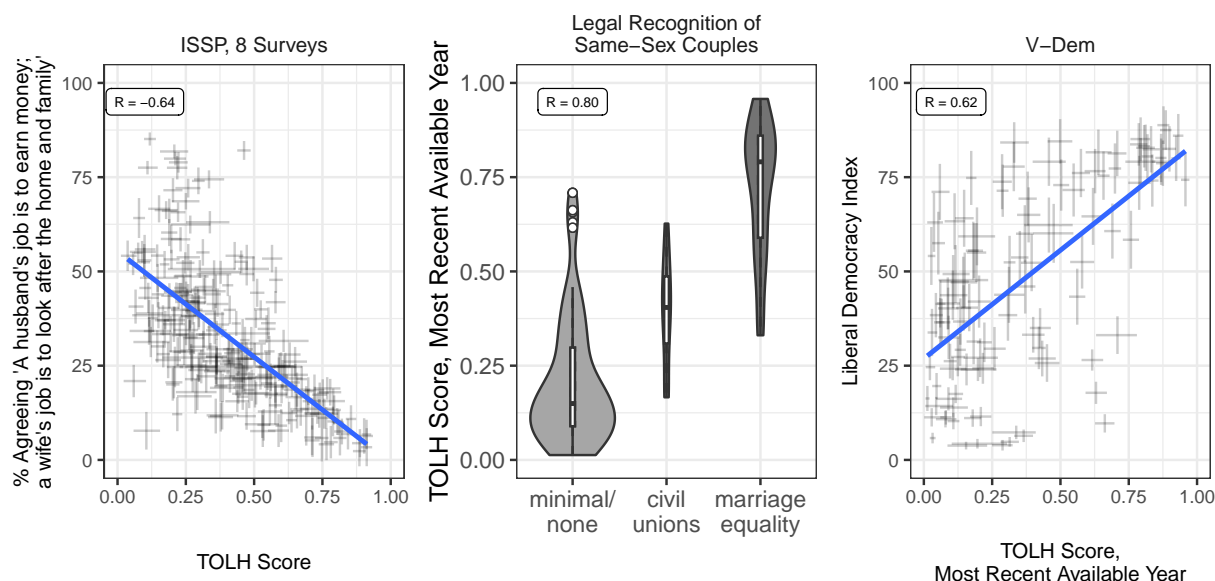 ISSP, 8 Surveys
% Agreeing 'A husband's job is to earn money;
a wife's job is to look after the home and family'
100
75
50
25
0
R = −0.64
0.00 0.25 0.50 0.75 1.00
TOLH Score
Legal Recognition of
Same−Sex Couples
TOLH Score, Most Recent Available Year
1.00
0.75
0.50
0.25
0.00
R = 0.80
minimal/ civil marriage
none unions equality
V−Dem
Liberal Democracy Index
100
75
50
25
0
R = 0.62
0.00 0.25 0.50 0.75 1.00
TOLH Score,
Most Recent Available Year